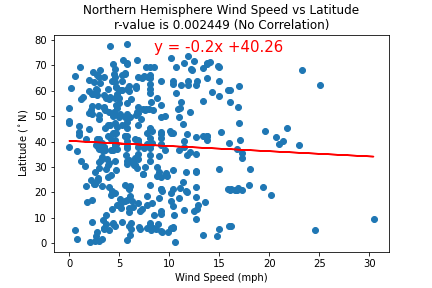 Northern Hemisphere Wind Speed vs Latitude
r-value is 0.002449 (No Correlation)
y = -0.2x +40.26
80
70
60
50
40
30
20
10
0
Latitude (°N)
0 5 10 15 20 25 30
Wind Speed (mph)